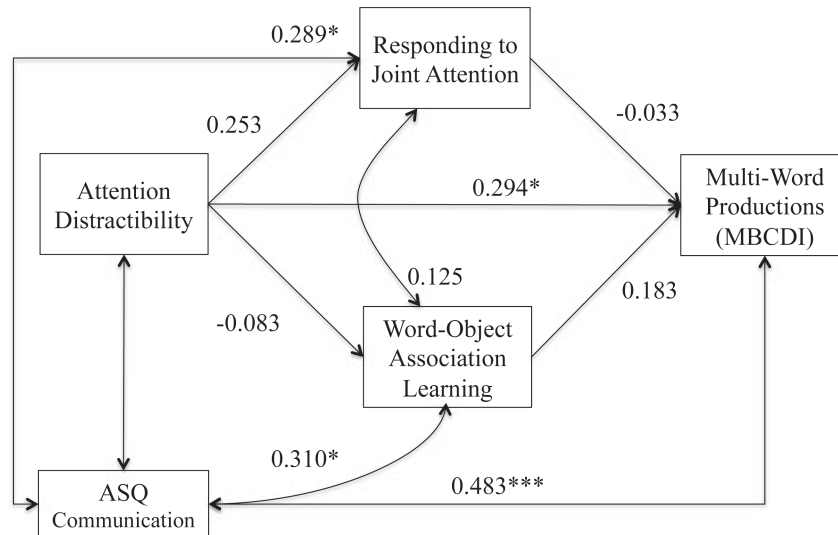 0.289*
Responding to
Joint Attention
0.253
-0.033
Attention
Distractibility
0.294*
Multi-Word
Productions
(MBCDI)
0.125
-0.083
0.183
Word-Object
Association
Learning
0.310*
0.483***
ASQ
Communication